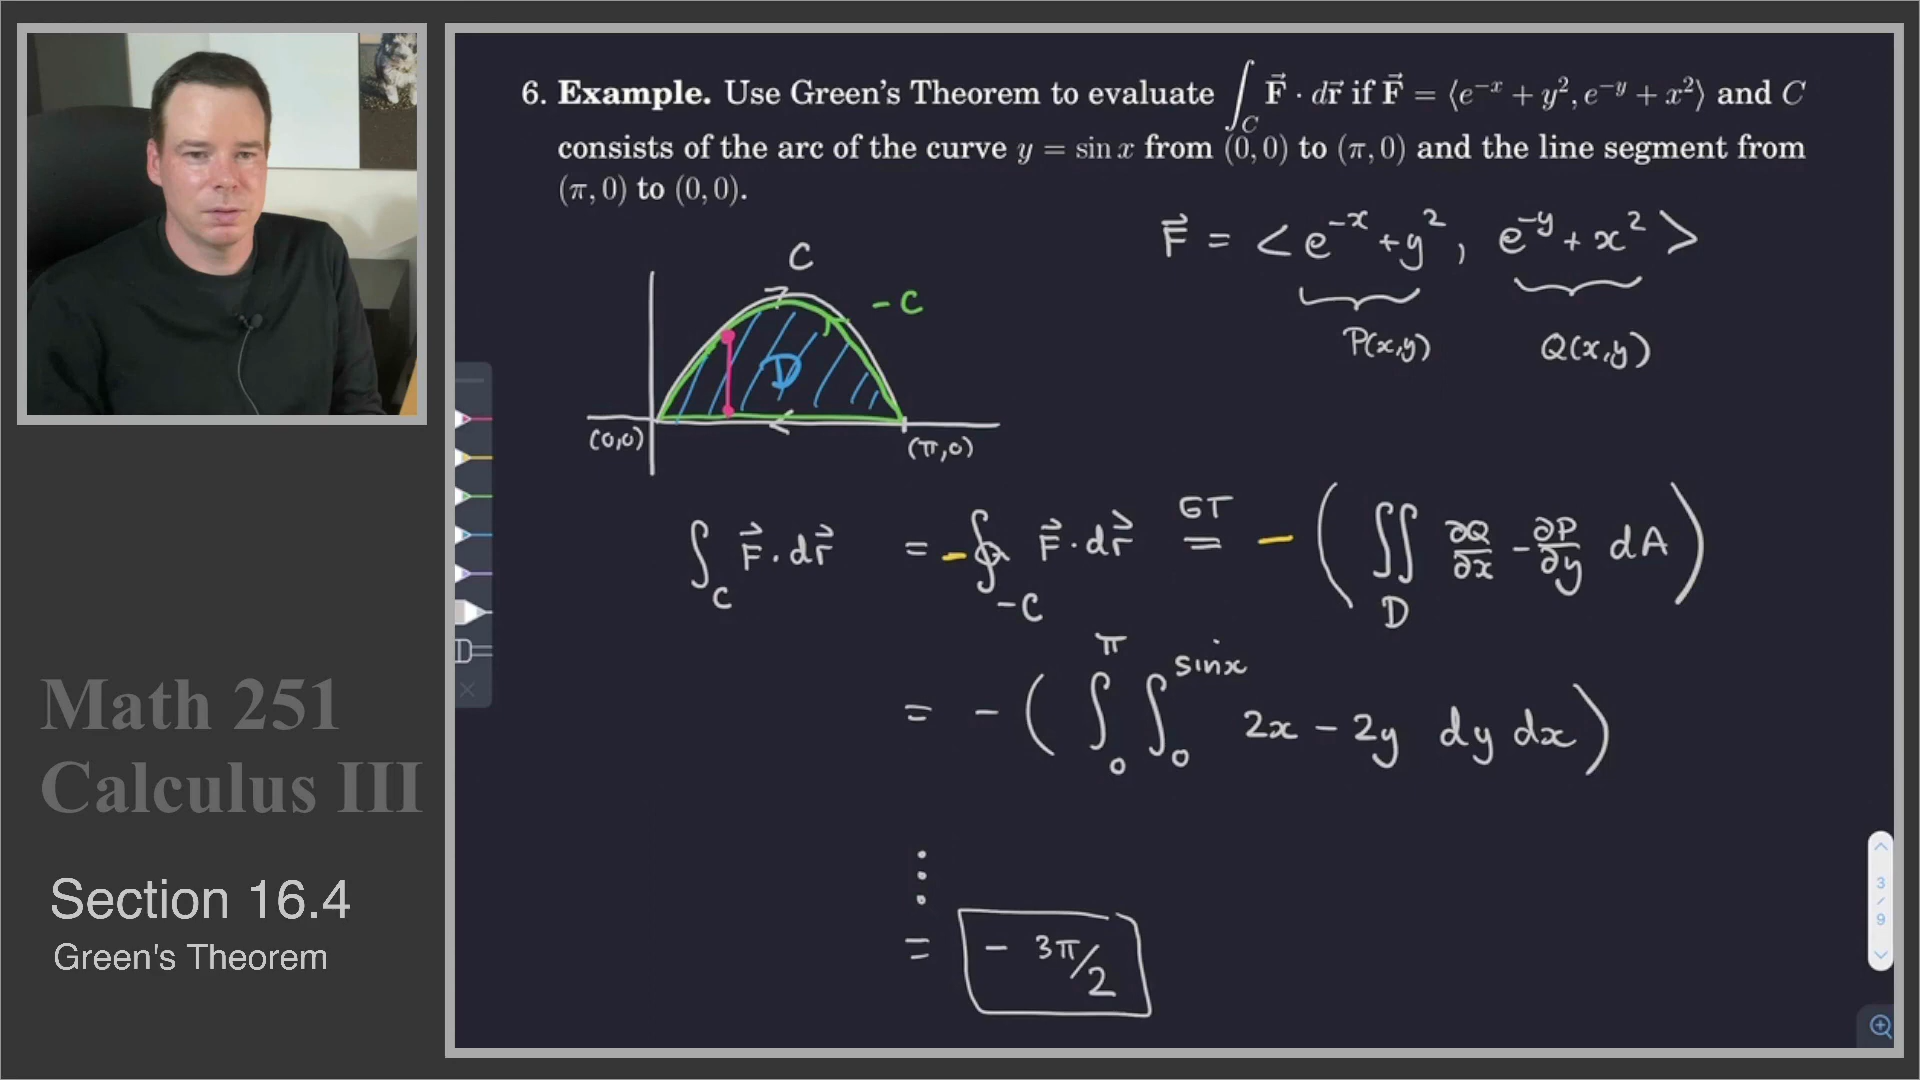 6. Example. Use Green's Theorem to evaluate ∫_C F⃗ · dr⃗ if F⃗ = ⟨e^{-x} + y², e^{-y} + x²⟩ and C
consists of the arc of the curve y = sin x from (0, 0) to (π, 0) and the line segment from
(π, 0) to (0, 0).
F⃗ = <e^{-x} + y², e^{-y} + x²>
P(x,y) Q(x,y)
C
-C
D
(0,0) (π,0)
∫_C F⃗ · dr⃗ = -∮_{-C} F⃗ · dr⃗ =^{GT} - ( ∬_D ∂Q/∂x - ∂P/∂y dA )
= - ( ∫_0^π ∫_0^{sinx} 2x - 2y dy dx )
⋮
= - 3π/2
Math 251
Calculus III
Section 16.4
Green's Theorem
3
/
9